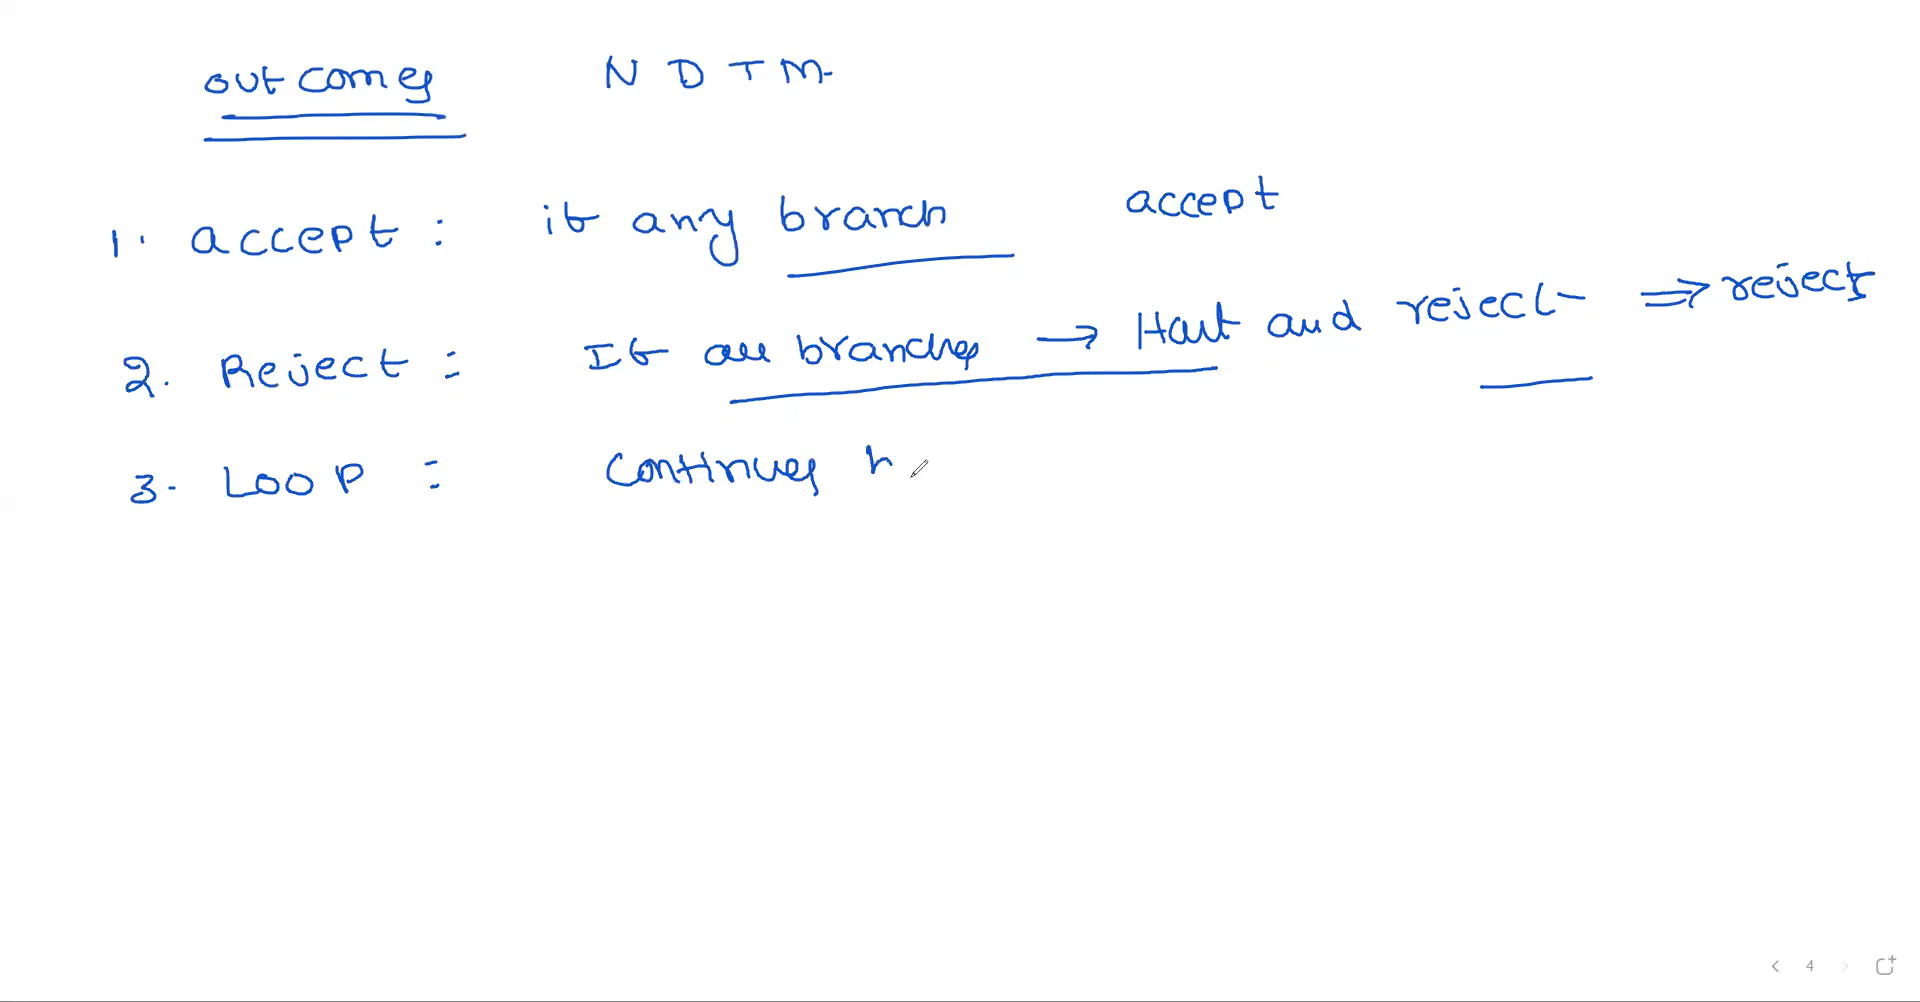 outcomes NDTM.
1. accept : if any branch accept
2. Reject : If all branches → Halt and reject ⇒ reject
3. Loop : continues h
4